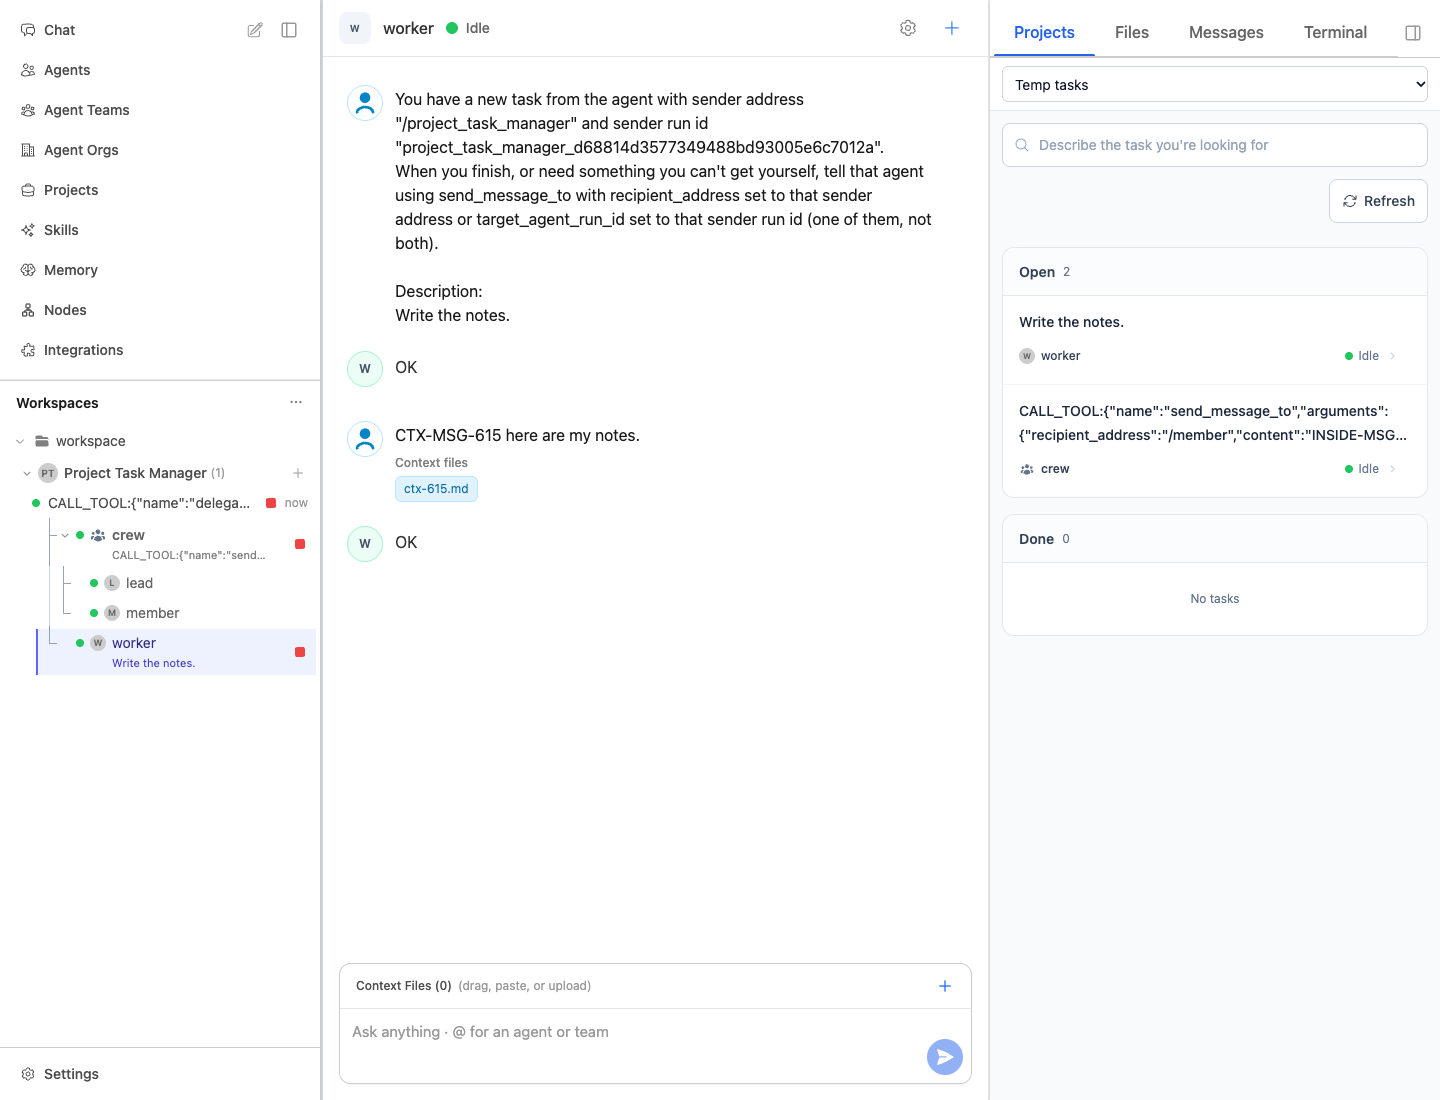 Chat
Agents
Agent Teams
Agent Orgs
Projects
Skills
Memory
Nodes
Integrations
Workspaces
workspace
PT Project Task Manager (1)
CALL_TOOL:{"name":"delega... now
crew
CALL_TOOL:{"name":"send...
L lead
M member
W worker
Write the notes.
Settings
W worker Idle
You have a new task from the agent with sender address
"/project_task_manager" and sender run id
"project_task_manager_d68814d3577349488bd93005e6c7012a".
When you finish, or need something you can't get yourself, tell that agent
using send_message_to with recipient_address set to that sender
address or target_agent_run_id set to that sender run id (one of them, not
both).
Description:
Write the notes.
W OK
CTX-MSG-615 here are my notes.
Context files
ctx-615.md
W OK
Context Files (0) (drag, paste, or upload)
Ask anything · @ for an agent or team
Projects Files Messages Terminal
Temp tasks
Describe the task you're looking for
Refresh
Open 2
Write the notes.
W worker Idle
CALL_TOOL:{"name":"send_message_to","arguments":
{"recipient_address":"/member","content":"INSIDE-MSG...
crew Idle
Done 0
No tasks